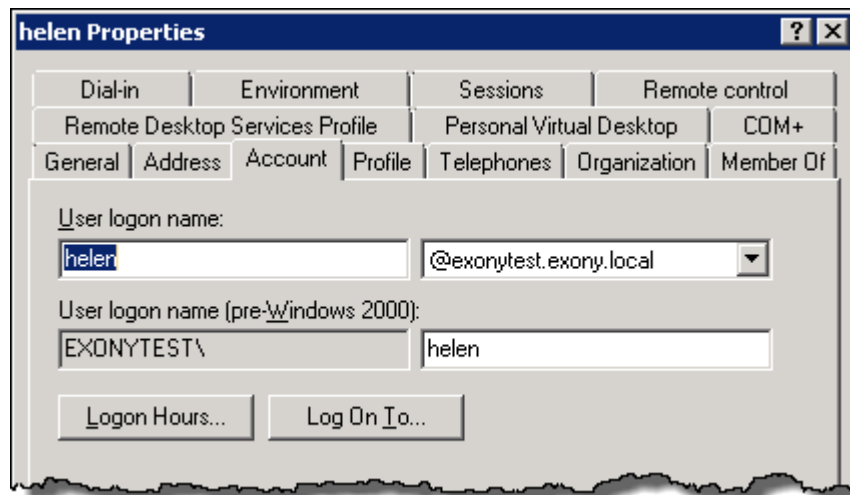 helen Properties
Dial-in Environment Sessions Remote control
Remote Desktop Services Profile Personal Virtual Desktop COM+
General Address Account Profile Telephones Organization Member Of
User logon name:
helen @exonytest.exony.local
User logon name (pre-Windows 2000):
EXONYTEST\ helen
Logon Hours... Log On To...